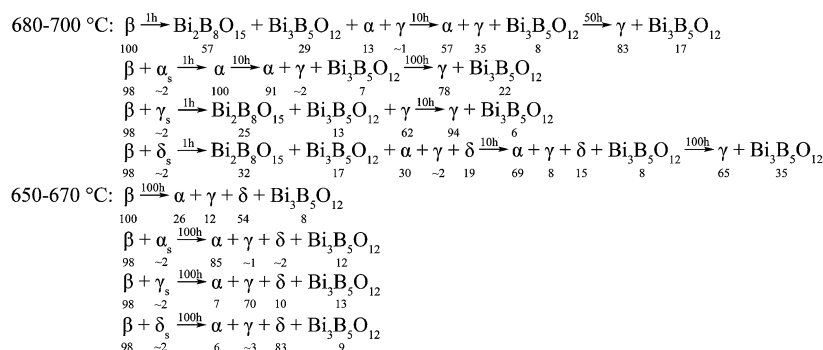 680-700 °C: β —1h→ Bi₂B₈O₁₅ + Bi₃B₅O₁₂ + α + γ —10h→ α + γ + Bi₃B₅O₁₂ —50h→ γ + Bi₃B₅O₁₂
100 57 29 13 ~1 57 35 8 83 17
β + αₛ —1h→ α —10h→ α + γ + Bi₃B₅O₁₂ —100h→ γ + Bi₃B₅O₁₂
98 ~2 100 91 ~2 7 78 22
β + γₛ —1h→ Bi₂B₈O₁₅ + Bi₃B₅O₁₂ + γ —10h→ γ + Bi₃B₅O₁₂
98 ~2 25 13 62 94 6
β + δₛ —1h→ Bi₂B₈O₁₅ + Bi₃B₅O₁₂ + α + γ + δ —10h→ α + γ + δ + Bi₃B₅O₁₂ —100h→ γ + Bi₃B₅O₁₂
98 ~2 32 17 30 ~2 19 69 8 15 8 65 35
650-670 °C: β —100h→ α + γ + δ + Bi₃B₅O₁₂
100 26 12 54 8
β + αₛ —100h→ α + γ + δ + Bi₃B₅O₁₂
98 ~2 85 ~1 ~2 12
β + γₛ —100h→ α + γ + δ + Bi₃B₅O₁₂
98 ~2 7 70 10 13
β + δₛ —100h→ α + γ + δ + Bi₃B₅O₁₂
98 ~2 6 ~3 83 9